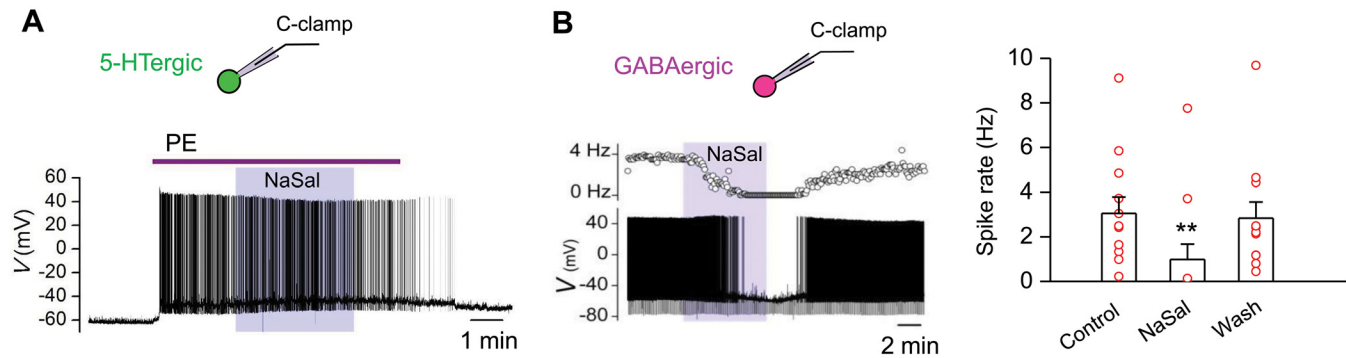 A
C-clamp
5-HTergic
PE
NaSal
60
40
20
0
-20
-40
-60
V (mV)
1 min
B
C-clamp
GABAergic
4 Hz
0 Hz
NaSal
40
0
-40
-80
V (mV)
2 min
10
8
6
4
2
0
Spike rate (Hz)
**
Control
NaSal
Wash